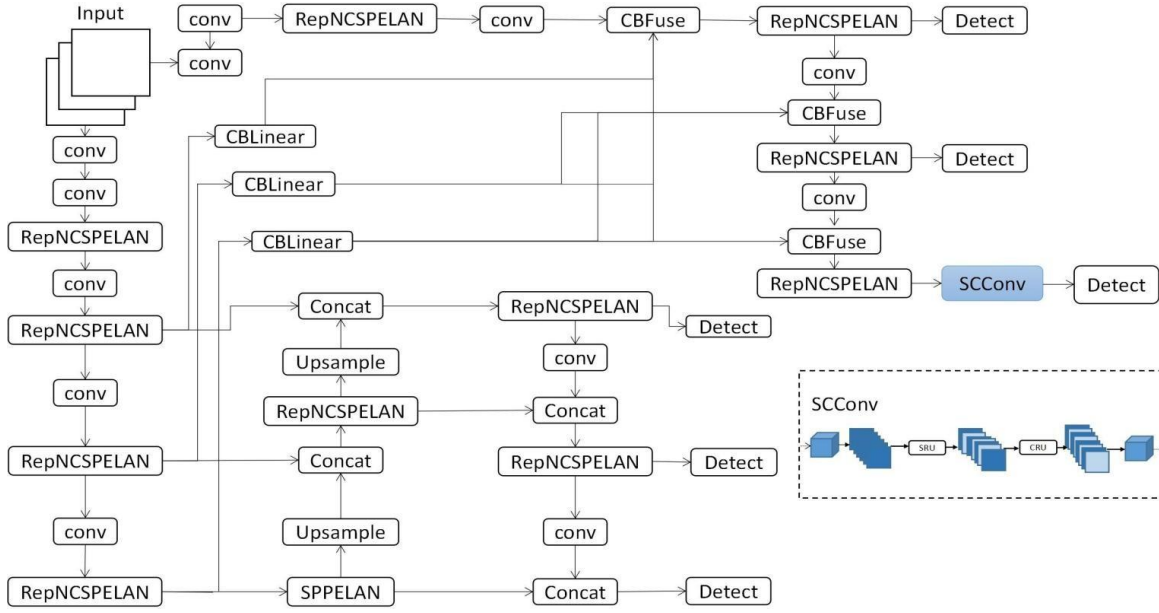 Input
conv
RepNCSPELAN
conv
CBFuse
RepNCSPELAN
Detect
conv
conv
CBFuse
CBLinear
conv
RepNCSPELAN
Detect
conv
CBLinear
conv
RepNCSPELAN
CBLinear
CBFuse
conv
RepNCSPELAN
SCConv
Detect
RepNCSPELAN
Concat
RepNCSPELAN
Detect
Upsample
conv
conv
RepNCSPELAN
Concat
SCConv
RepNCSPELAN
Concat
RepNCSPELAN
Detect
SRU
CRU
conv
Upsample
conv
RepNCSPELAN
SPPELAN
Concat
Detect